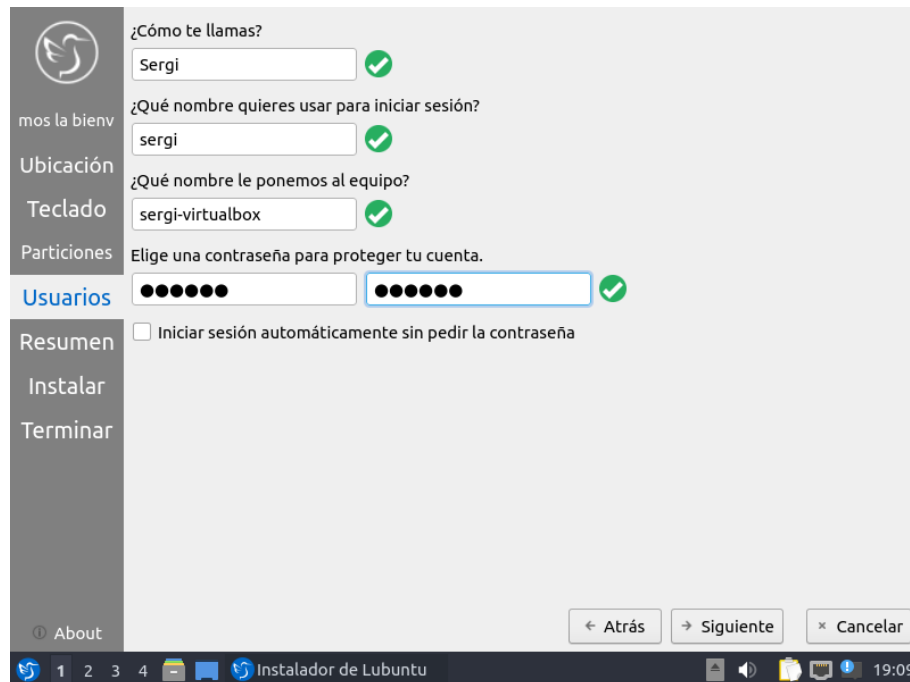 ¿Cómo te llamas?
Sergi
¿Qué nombre quieres usar para iniciar sesión?
sergi
¿Qué nombre le ponemos al equipo?
sergi-virtualbox
Elige una contraseña para proteger tu cuenta.
●●●●●● ●●●●●●
Iniciar sesión automáticamente sin pedir la contraseña
mos la bienv
Ubicación
Teclado
Particiones
Usuarios
Resumen
Instalar
Terminar
About
← Atrás → Siguiente × Cancelar
1 2 3 4 Instalador de Lubuntu 19:09